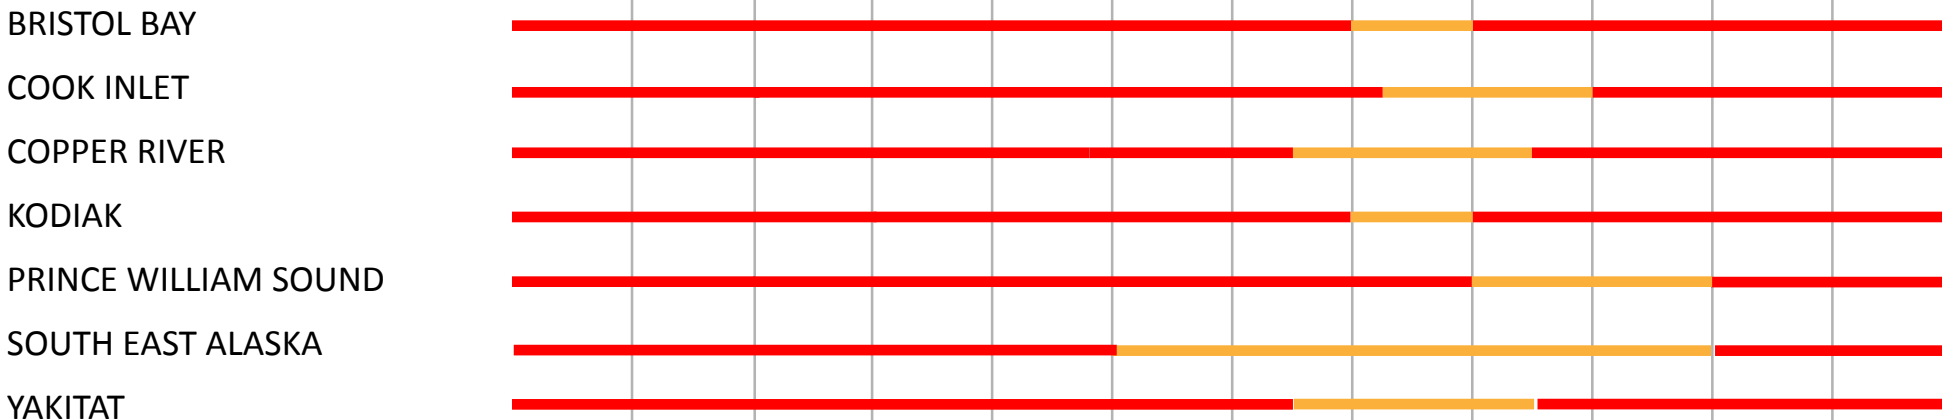 BRISTOL BAY
COOK INLET
COPPER RIVER
KODIAK
PRINCE WILLIAM SOUND
SOUTH EAST ALASKA
YAKITAT